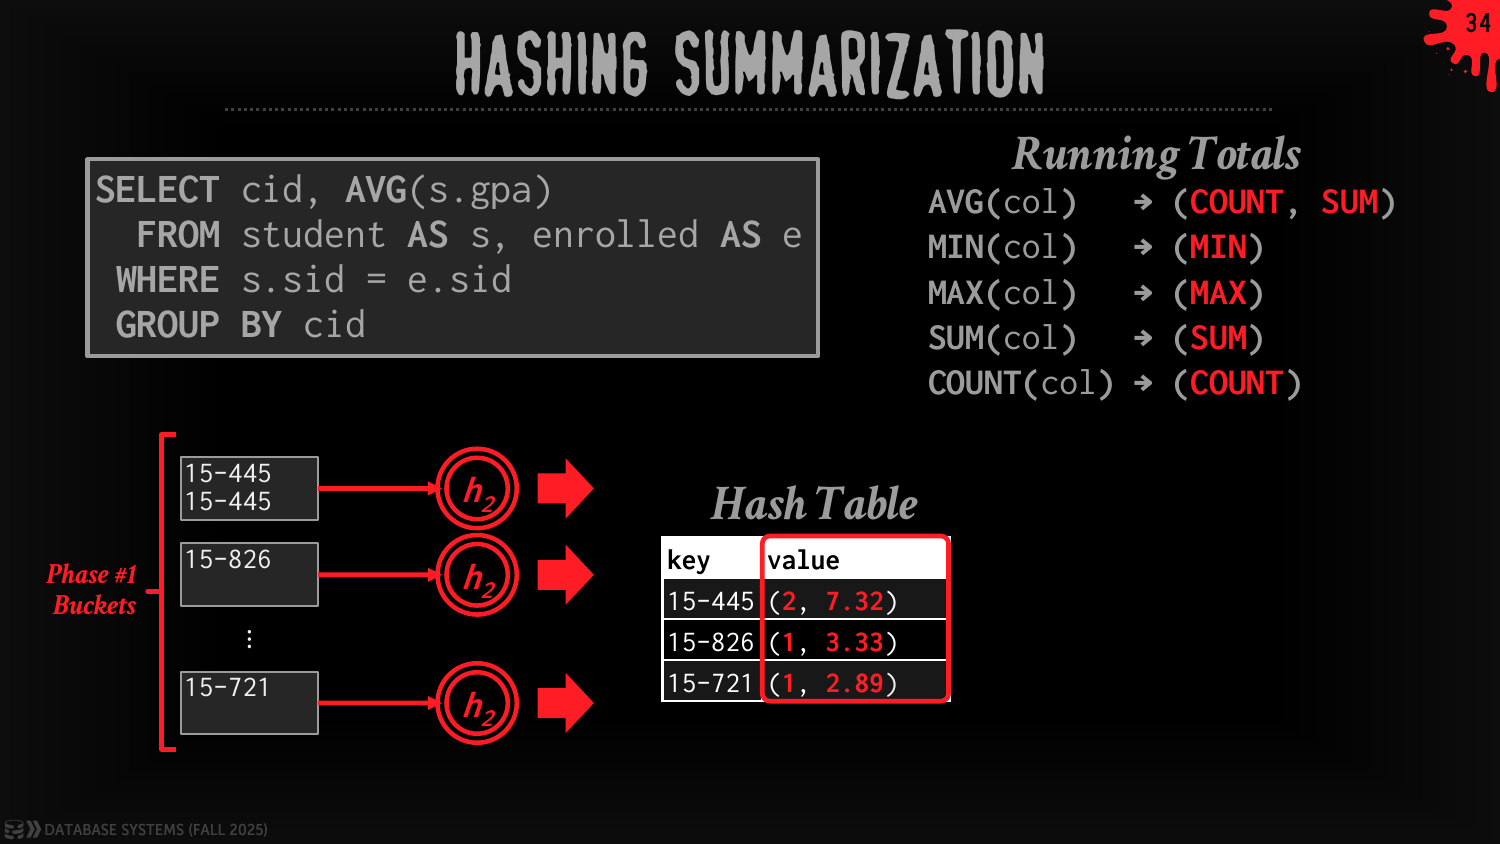 34
HASHING SUMMARIZATION
SELECT cid, AVG(s.gpa)
FROM student AS s, enrolled AS e
WHERE s.sid = e.sid
GROUP BY cid
Running Totals
AVG(col) → (COUNT, SUM)
MIN(col) → (MIN)
MAX(col) → (MAX)
SUM(col) → (SUM)
COUNT(col) → (COUNT)
Phase #1
Buckets
15-445
15-445
h2
15-826
h2
⋮
15-721
h2
Hash Table
key value
15-445 (2, 7.32)
15-826 (1, 3.33)
15-721 (1, 2.89)
DATABASE SYSTEMS (FALL 2025)